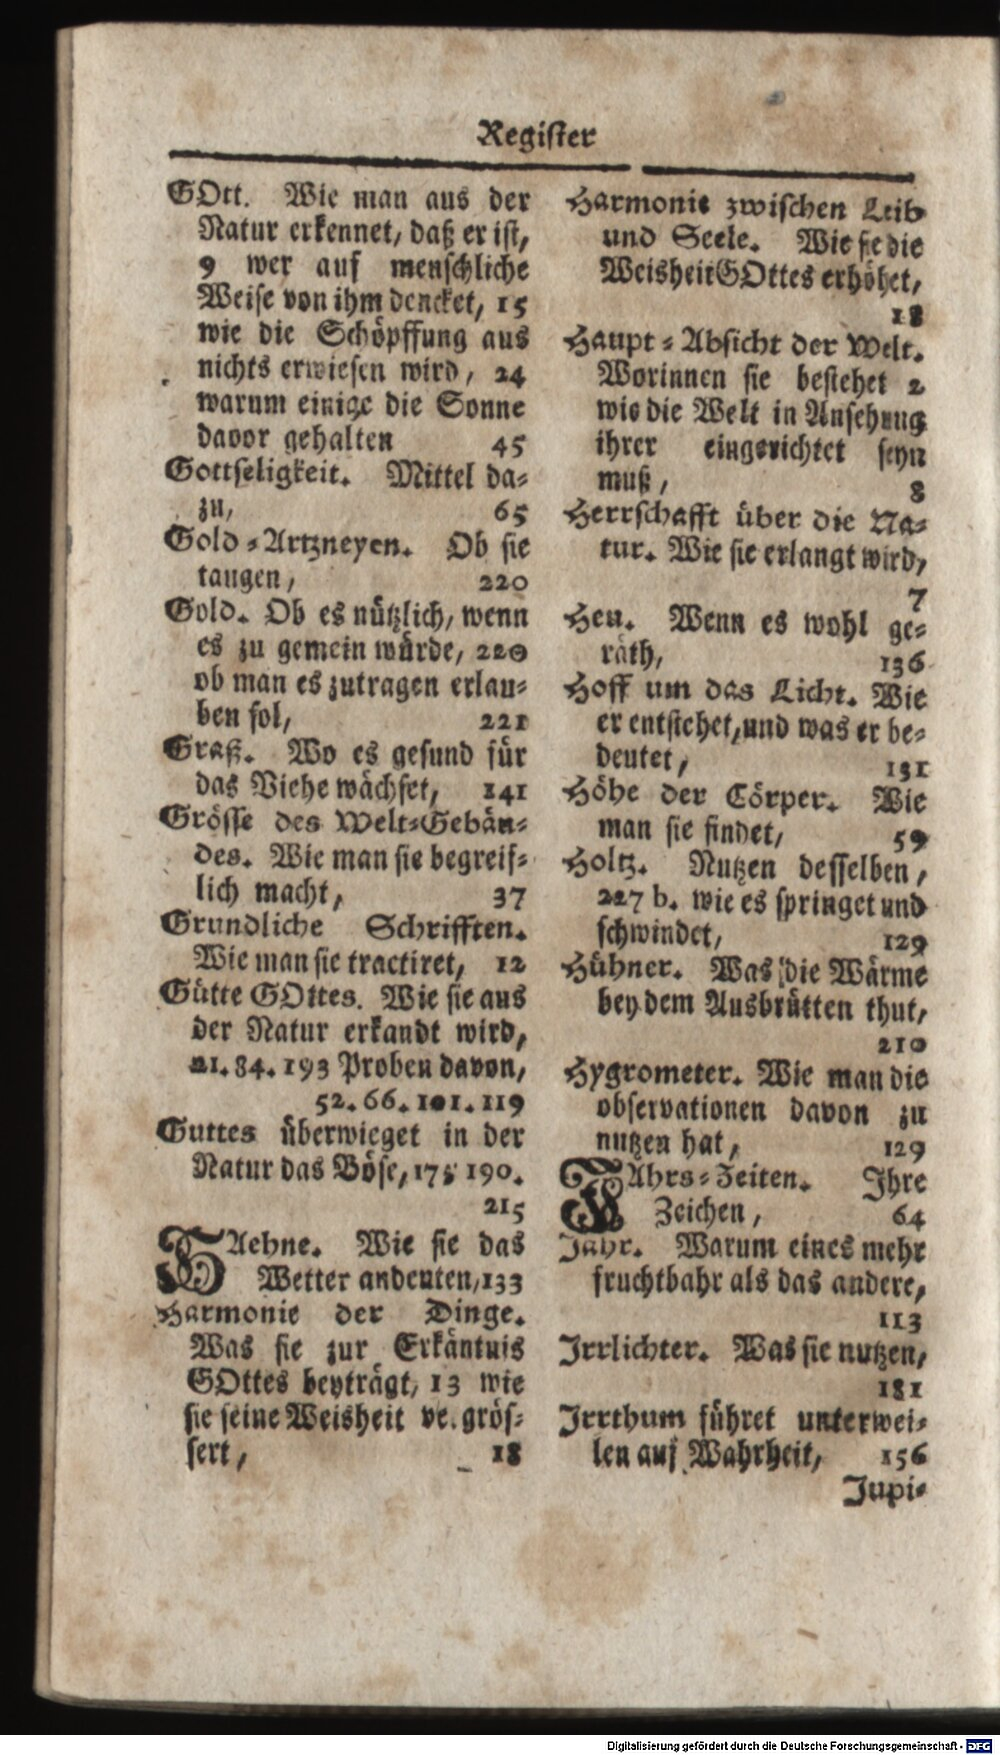 Register
GOtt. Wie man aus der
Natur erkennet, daß er ist,
9 wer auf menschliche
Weise von ihm dencket, 15
wie die Schöpffung aus
nichts erwiesen wird, 24
warum einige die Sonne
davor gehalten 45
Gottseligkeit. Mittel da-
zu, 65
Gold-Artzneyen. Ob sie
taugen, 220
Gold. Ob es nützlich, wenn
es zu gemein würde, 220
ob man es zutragen erlau-
ben sol, 221
Graß. Wo es gesund für
das Viehe wächset, 141
Grösse des Welt-Gebäu-
des. Wie man sie begreif-
lich macht, 37
Grundliche Schrifften.
Wie man sie tractiret, 12
Gütte GOttes. Wie sie aus
der Natur erkandt wird,
21. 84. 193 Proben davon,
52. 66. 101. 119
Guttes überwieget in der
Natur das Böse, 175 190.
215
HAehne. Wie sie das
Wetter andeuten, 133
Harmonie der Dinge.
Was sie zur Erkäntnis
GOttes beyträgt, 13 wie
sie seine Weisheit ve.grös-
sert, 18
Harmonie zwischen Leib
und Seele. Wie sie die
Weisheit GOttes erhöhet,
18
Haupt-Absicht der Welt.
Worinnen sie bestehet 2
wie die Welt in Ansehung
ihrer eingerichtet seyn
muß, 8
Herrschafft über die Na-
tur. Wie sie erlangt wird,
7
Heu. Wenn es wohl ge-
räth, 136
Hoff um das Licht. Wie
er entstehet, und was er be-
deutet, 131
Höhe der Cörper. Wie
man sie findet, 59
Holtz. Nutzen desselben,
227 b. wie es springet und
schwindet, 129
Hühner. Was die Wärme
bey dem Ausbrütten thut,
210
Hygrometer. Wie man die
observationen davon zu
nutzen hat, 129
JAhrs-Zeiten. Ihre
Zeichen, 64
Jahr. Warum eines mehr
fruchtbahr als das andere,
113
Irrlichter. Was sie nutzen,
181
Irrthum führet unterwei-
len auf Wahrheit, 156
Jupi-
Digitalisierung gefördert durch die Deutsche Forschungsgemeinschaft - DFG